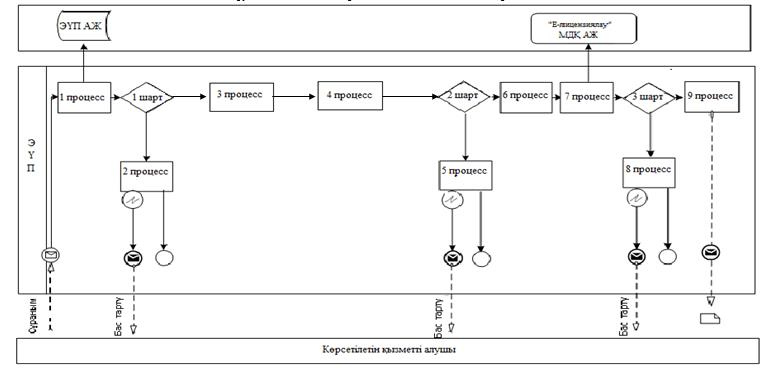 ЭҮП АЖ
"Е-лицензиялау"
МДҚ АЖ
1 процесс
1 шарт
3 процесс
4 процесс
2 шарт
6 процесс
7 процесс
3 шарт
9 процесс
Э
Ү
П
2 процесс
5 процесс
8 процесс
Сұраным
Бас тарту
Бас тарту
Бас тарту
Көрсетілетін қызметті алушы